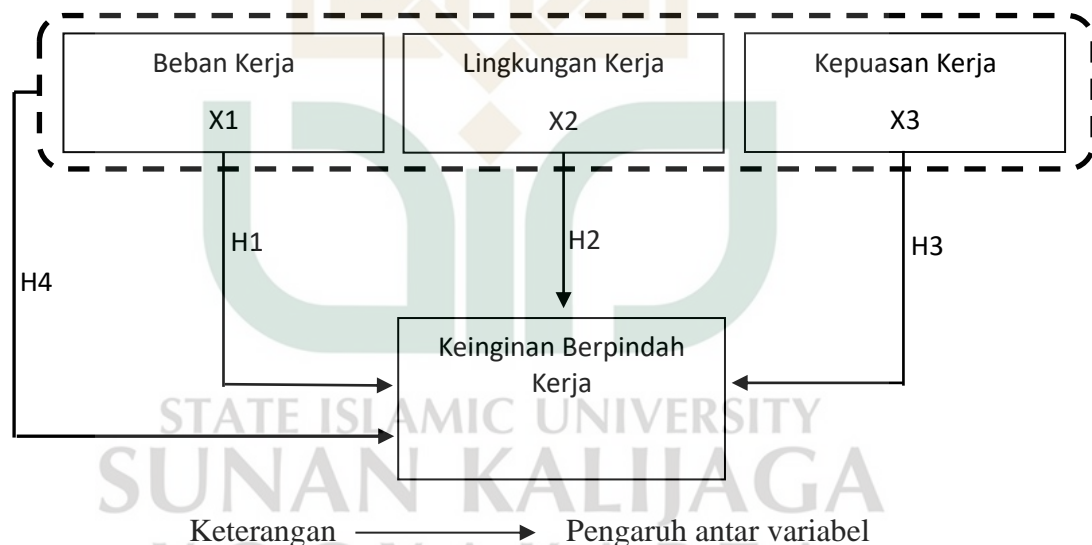 Beban Kerja
X1
Lingkungan Kerja
X2
Kepuasan Kerja
X3
H1
H2
H3
H4
Keinginan Berpindah
Kerja
STATE ISLAMIC UNIVERSITY
SUNAN KALIJAGA
Keterangan Pengaruh antar variabel